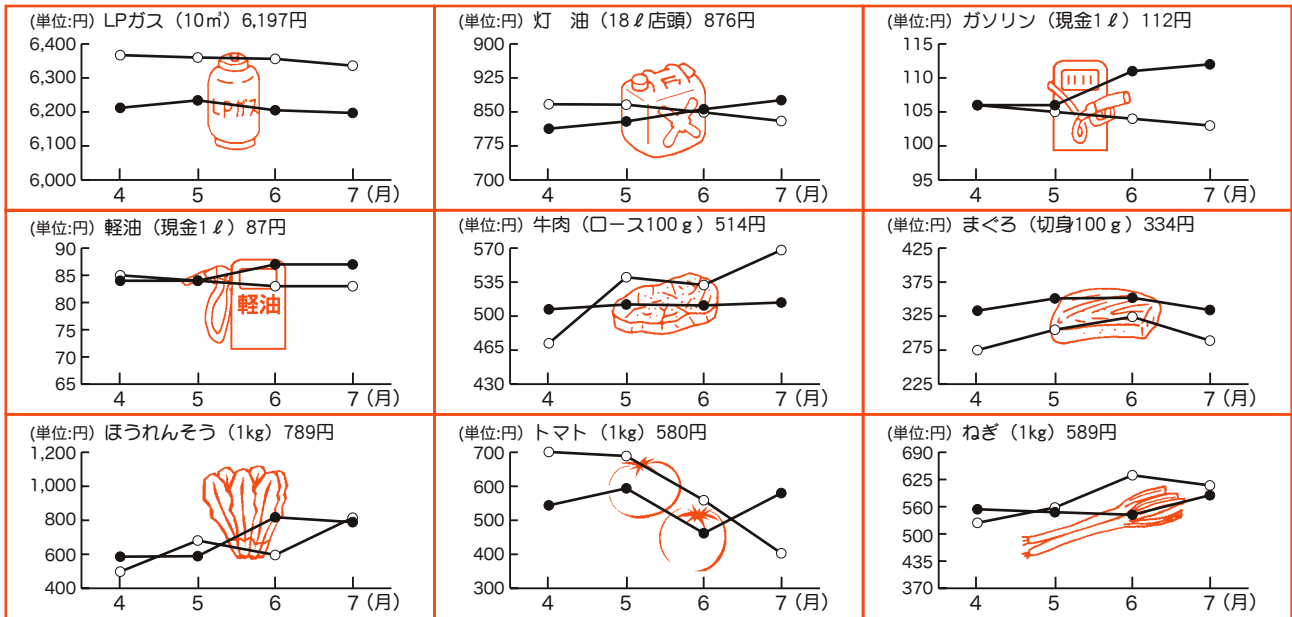 (単位:円) LPガス（10㎥）6,197円
6,400
6,300
6,200
6,100
6,000
LPガス
4 5 6 7 (月)
(単位:円) 灯　油（18ℓ店頭）876円
900
925
850
775
700
4 5 6 7 (月)
(単位:円) ガソリン（現金1ℓ）112円
115
110
105
100
95
4 5 6 7 (月)
(単位:円) 軽油（現金1ℓ）87円
90
85
80
75
70
65
軽油
4 5 6 7 (月)
(単位:円) 牛肉（ロース100ｇ）514円
570
535
500
465
430
4 5 6 7 (月)
(単位:円) まぐろ（切身100ｇ）334円
425
375
325
275
225
4 5 6 7 (月)
(単位:円) ほうれんそう（1kg）789円
1,200
1,000
800
600
400
4 5 6 7 (月)
(単位:円) トマト（1kg）580円
700
600
500
400
300
4 5 6 7 (月)
(単位:円) ねぎ（1kg）589円
690
625
560
500
435
370
4 5 6 7 (月)